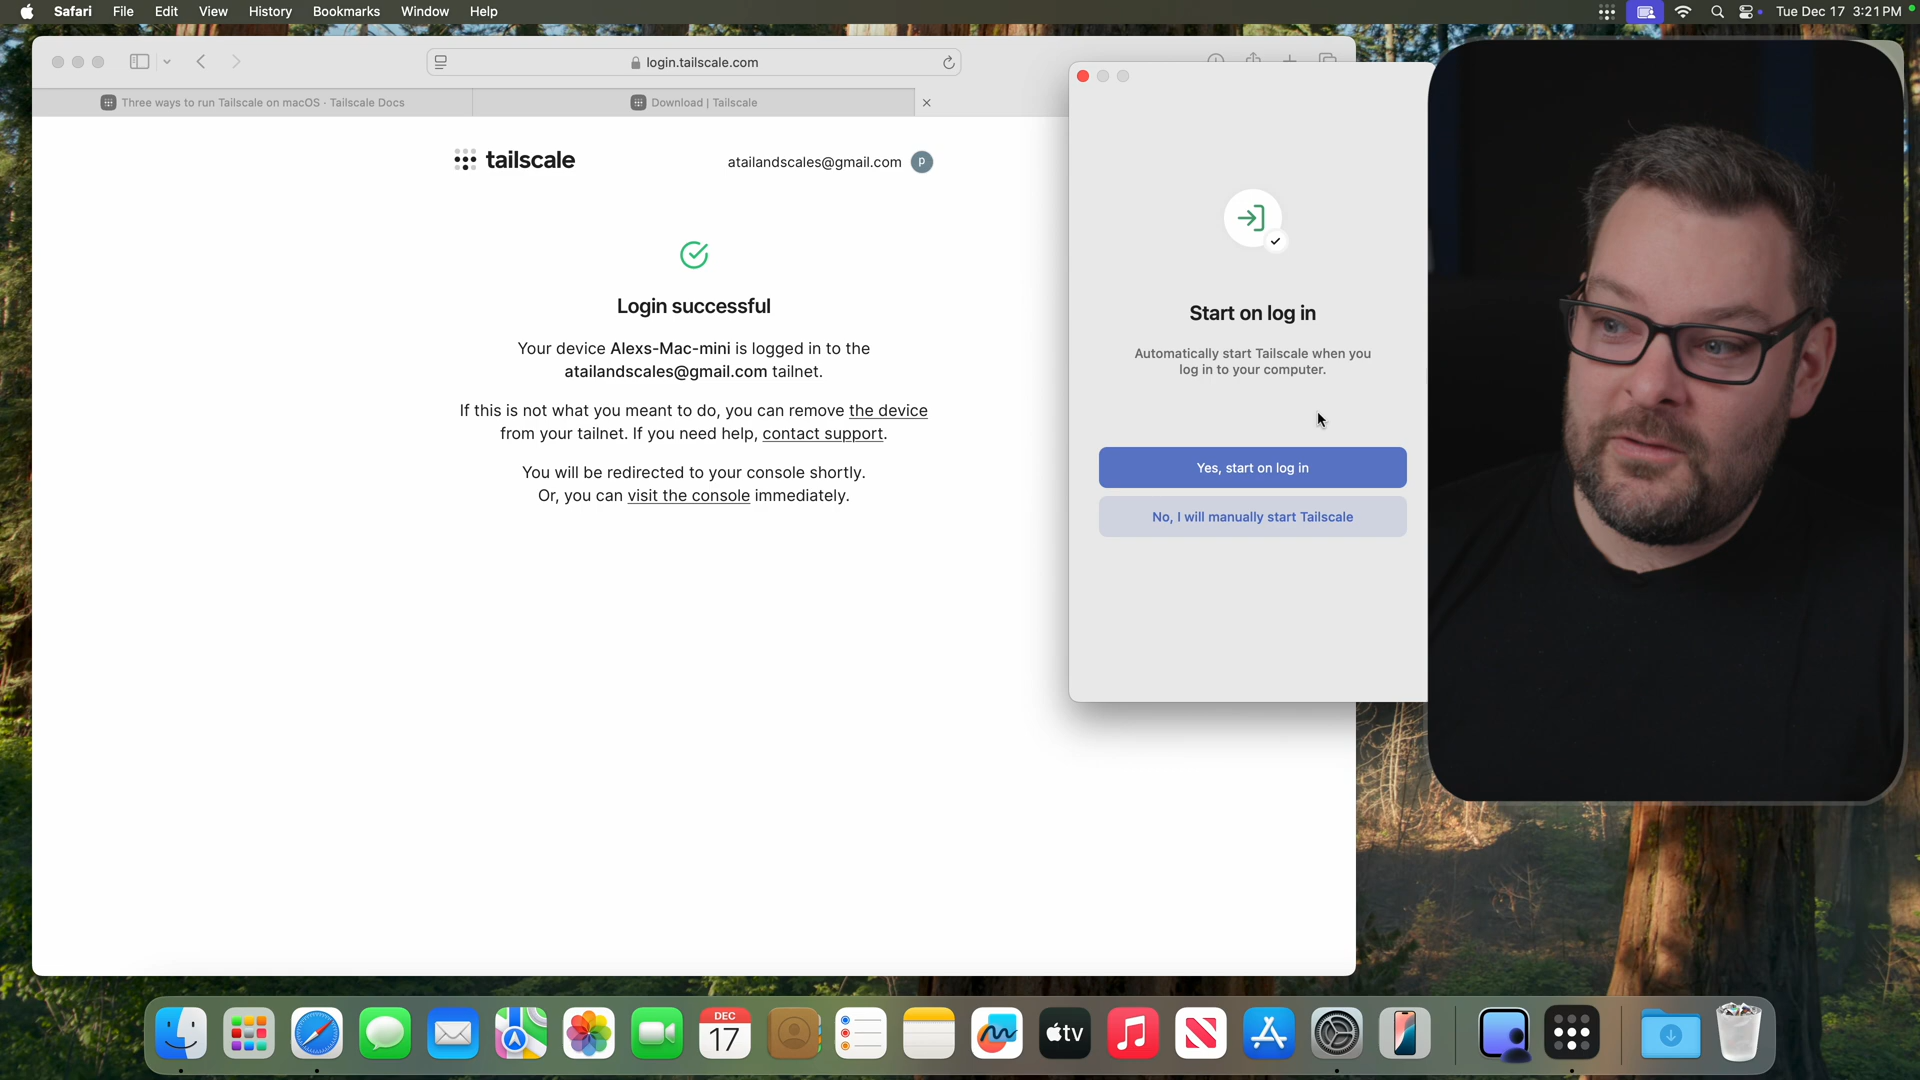 Safari File Edit View History Bookmarks Window Help
Tue Dec 17 3:21 PM
login.tailscale.com
Three ways to run Tailscale on macOS · Tailscale Docs
Download | Tailscale
tailscale
atailandscales@gmail.com
P
Login successful
Your device Alexs-Mac-mini is logged in to the
atailandscales@gmail.com tailnet.
If this is not what you meant to do, you can remove the device
from your tailnet. If you need help, contact support.
You will be redirected to your console shortly.
Or, you can visit the console immediately.
Start on log in
Automatically start Tailscale when you
log in to your computer.
Yes, start on log in
No, I will manually start Tailscale
DEC
17
tv